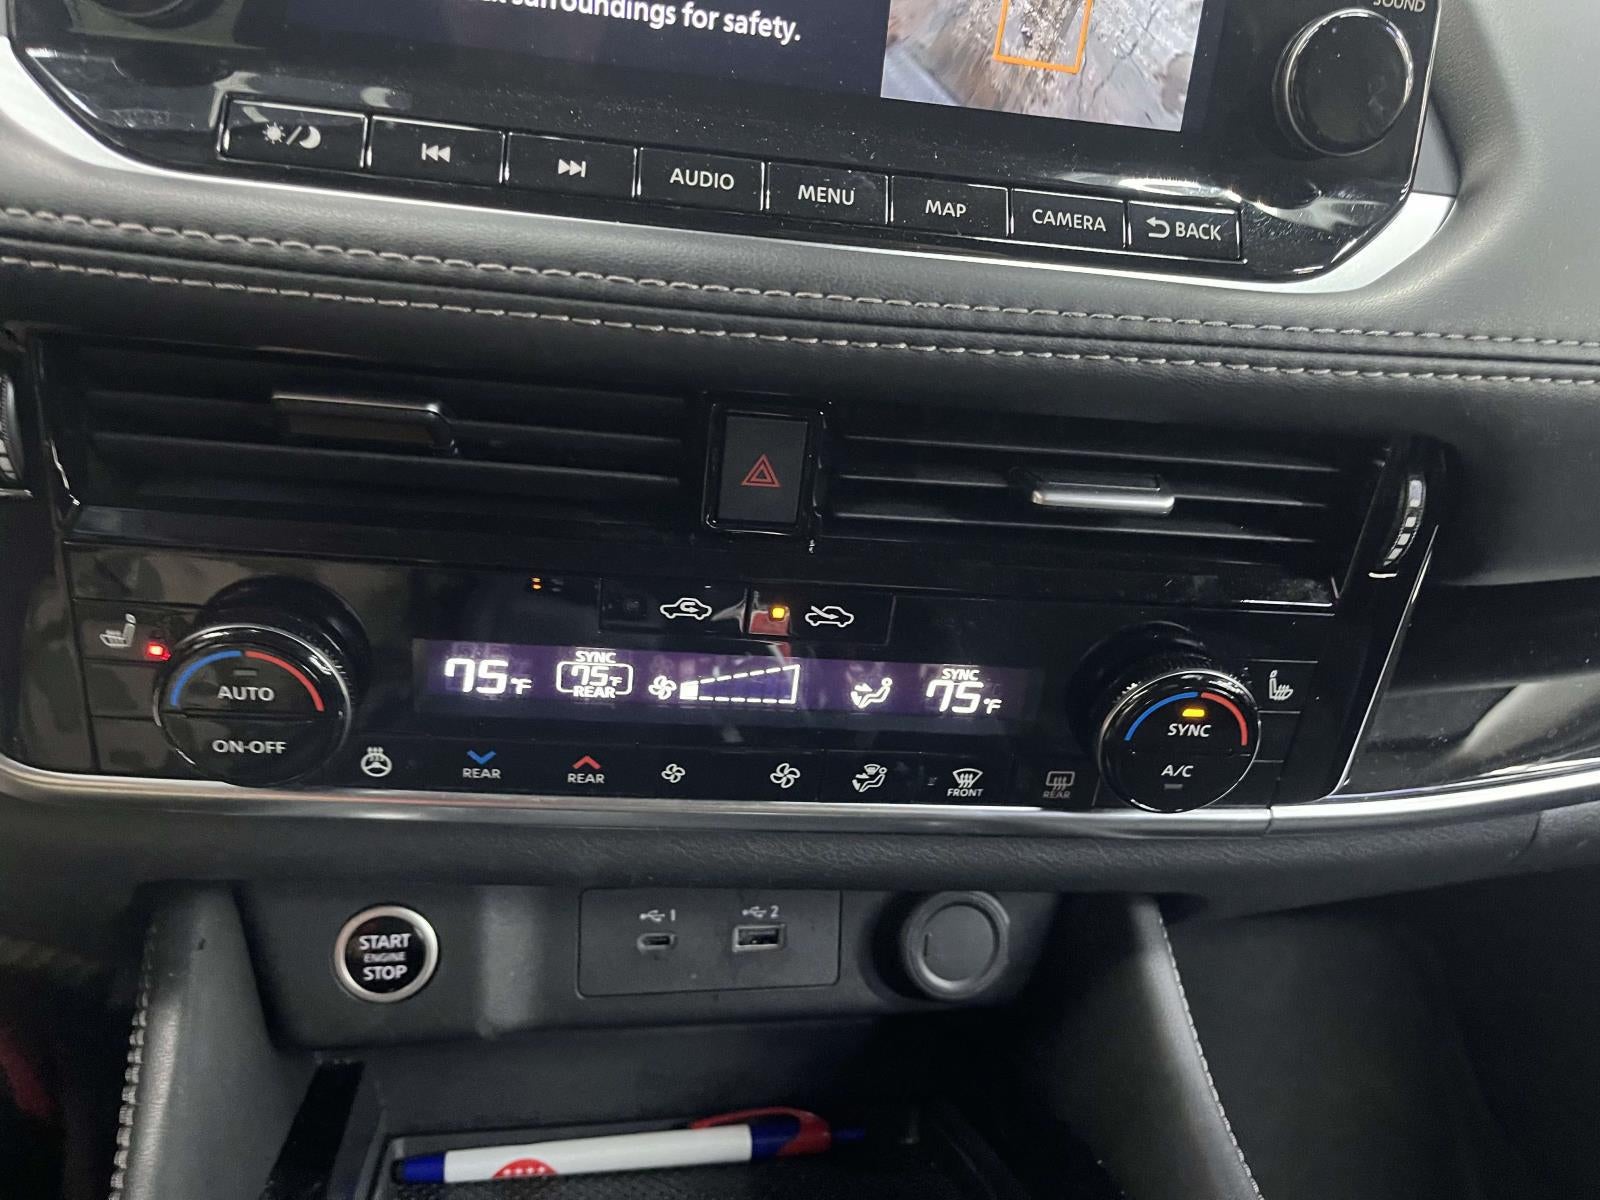 surroundings for safety.
SOUND
AUDIO
MENU
MAP
CAMERA
BACK
75°F
SYNC
75°F
REAR
SYNC
75°F
AUTO
ON-OFF
SYNC
A/C
REAR
REAR
FRONT
REAR
START
ENGINE
STOP
1
2